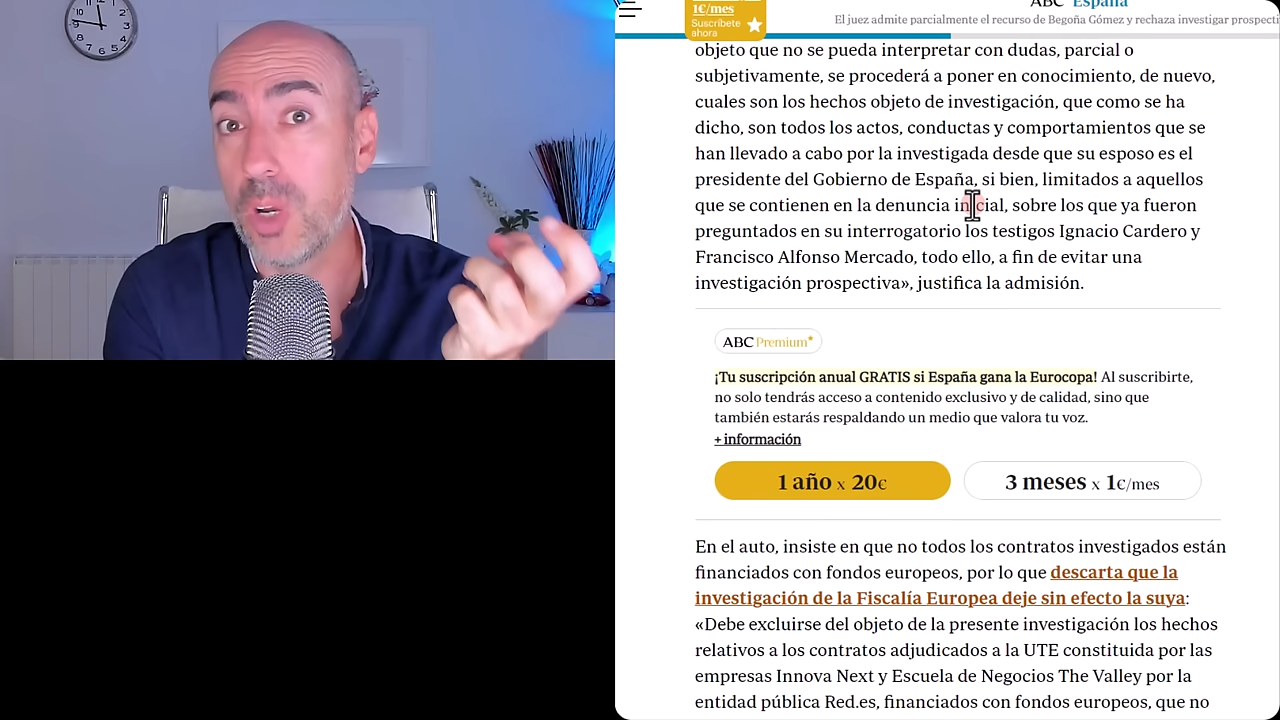 12
11
1
2
9
3
4
8
7
5
6
1€/mes
Suscríbete
ahora
ABC España
El juez admite parcialmente el recurso de Begoña Gómez y rechaza investigar prospecti
objeto que no se pueda interpretar con dudas, parcial o
subjetivamente, se procederá a poner en conocimiento, de nuevo,
cuales son los hechos objeto de investigación, que como se ha
dicho, son todos los actos, conductas y comportamientos que se
han llevado a cabo por la investigada desde que su esposo es el
presidente del Gobierno de España, si bien, limitados a aquellos
que se contienen en la denuncia inicial, sobre los que ya fueron
preguntados en su interrogatorio los testigos Ignacio Cardero y
Francisco Alfonso Mercado, todo ello, a fin de evitar una
investigación prospectiva», justifica la admisión.
ABC Premium*
¡Tu suscripción anual GRATIS si España gana la Eurocopa! Al suscribirte,
no solo tendrás acceso a contenido exclusivo y de calidad, sino que
también estarás respaldando un medio que valora tu voz.
+ información
1 año x 20€
3 meses x 1€/mes
En el auto, insiste en que no todos los contratos investigados están
financiados con fondos europeos, por lo que descarta que la
investigación de la Fiscalía Europea deje sin efecto la suya:
«Debe excluirse del objeto de la presente investigación los hechos
relativos a los contratos adjudicados a la UTE constituida por las
empresas Innova Next y Escuela de Negocios The Valley por la
entidad pública Red.es, financiados con fondos europeos, que no